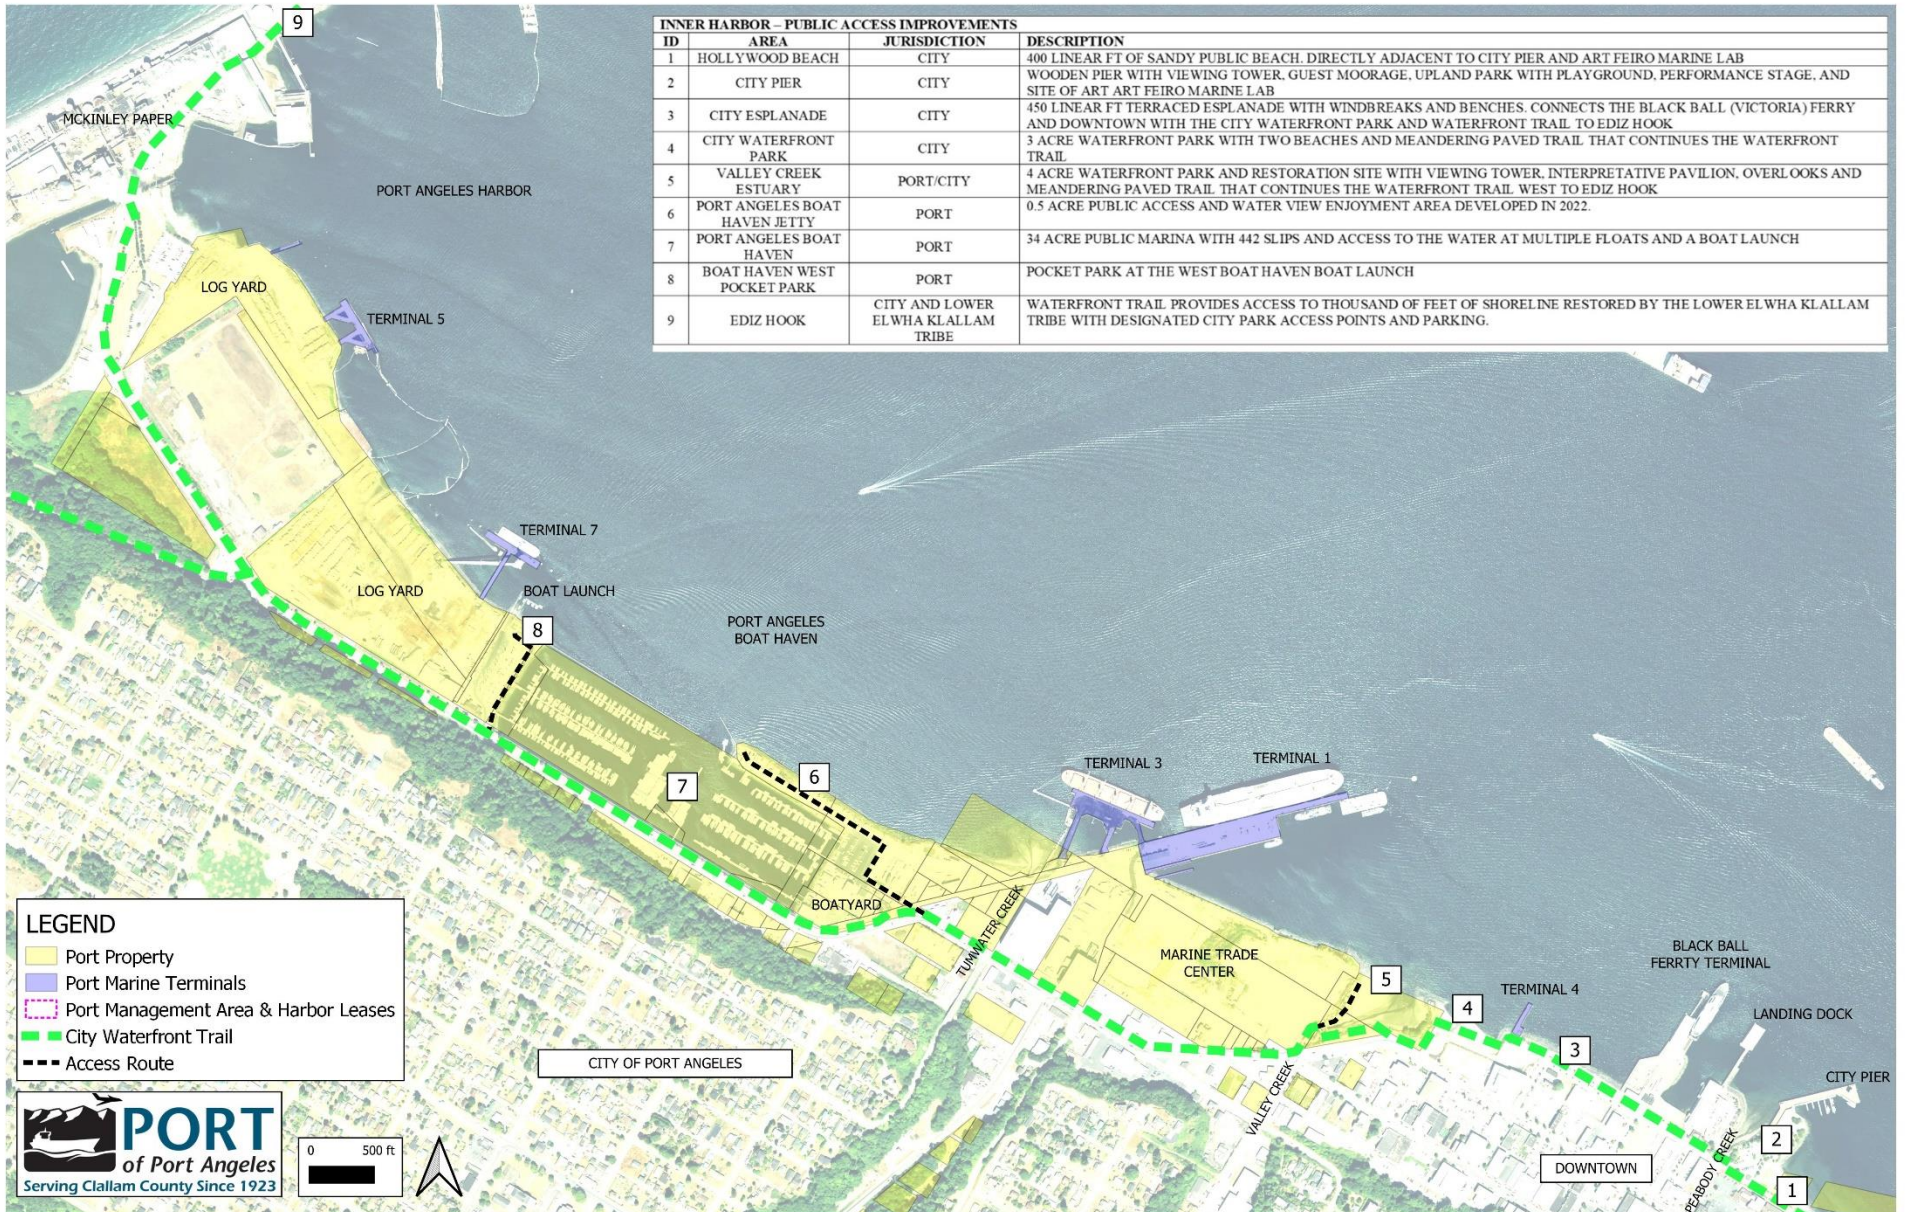 INNER HARBOR – PUBLIC ACCESS IMPROVEMENTS
ID AREA JURISDICTION DESCRIPTION
1 HOLLYWOOD BEACH CITY 400 LINEAR FT OF SANDY PUBLIC BEACH. DIRECTLY ADJACENT TO CITY PIER AND ART FEIRO MARINE LAB
2 CITY PIER CITY WOODEN PIER WITH VIEWING TOWER, GUEST MOORAGE, UPLAND PARK WITH PLAYGROUND, PERFORMANCE STAGE, AND
SITE OF ART ART FEIRO MARINE LAB
3 CITY ESPLANADE CITY 450 LINEAR FT TERRACED ESPLANADE WITH WINDBREAKS AND BENCHES. CONNECTS THE BLACK BALL (VICTORIA) FERRY
AND DOWNTOWN WITH THE CITY WATERFRONT PARK AND WATERFRONT TRAIL TO EDIZ HOOK
4 CITY WATERFRONT
PARK CITY 3 ACRE WATERFRONT PARK WITH TWO BEACHES AND MEANDERING PAVED TRAIL THAT CONTINUES THE WATERFRONT
TRAIL
5 VALLEY CREEK
ESTUARY PORT/CITY 4 ACRE WATERFRONT PARK AND RESTORATION SITE WITH VIEWING TOWER, INTERPRETATIVE PAVILION, OVERLOOKS AND
MEANDERING PAVED TRAIL THAT CONTINUES THE WATERFRONT TRAIL WEST TO EDIZ HOOK
6 PORT ANGELES BOAT
HAVEN JETTY PORT 0.5 ACRE PUBLIC ACCESS AND WATER VIEW ENJOYMENT AREA DEVELOPED IN 2022.
7 PORT ANGELES BOAT
HAVEN PORT 34 ACRE PUBLIC MARINA WITH 442 SLIPS AND ACCESS TO THE WATER AT MULTIPLE FLOATS AND A BOAT LAUNCH
8 BOAT HAVEN WEST
POCKET PARK PORT POCKET PARK AT THE WEST BOAT HAVEN BOAT LAUNCH
9 EDIZ HOOK CITY AND LOWER
ELWHA KLALLAM
TRIBE WATERFRONT TRAIL PROVIDES ACCESS TO THOUSAND OF FEET OF SHORELINE RESTORED BY THE LOWER ELWHA KLALLAM
TRIBE WITH DESIGNATED CITY PARK ACCESS POINTS AND PARKING.
9
MCKINLEY PAPER
PORT ANGELES HARBOR
LOG YARD
TERMINAL 5
TERMINAL 7
LOG YARD
BOAT LAUNCH
8
PORT ANGELES
BOAT HAVEN
7
6
TERMINAL 3
TERMINAL 1
BOATYARD
TUMWATER CREEK
MARINE TRADE
CENTER
5
4
TERMINAL 4
3
BLACK BALL
FERRTY TERMINAL
LANDING DOCK
CITY PIER
VALLEY CREEK
PEABODY CREEK
2
1
DOWNTOWN
CITY OF PORT ANGELES
LEGEND
Port Property
Port Marine Terminals
Port Management Area & Harbor Leases
City Waterfront Trail
Access Route
PORT
of Port Angeles
Serving Clallam County Since 1923
0 500 ft